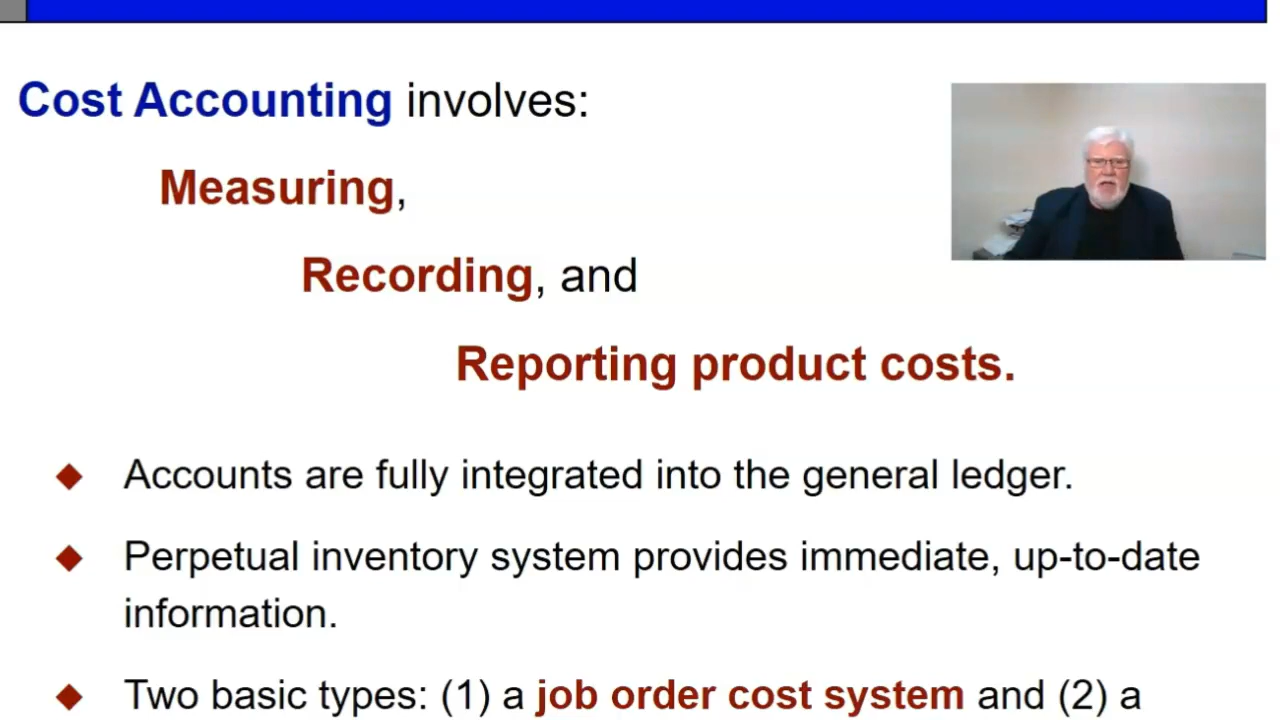 Cost Accounting involves:
Measuring,
Recording, and
Reporting product costs.
Accounts are fully integrated into the general ledger.
Perpetual inventory system provides immediate, up-to-date
information.
Two basic types: (1) a job order cost system and (2) a